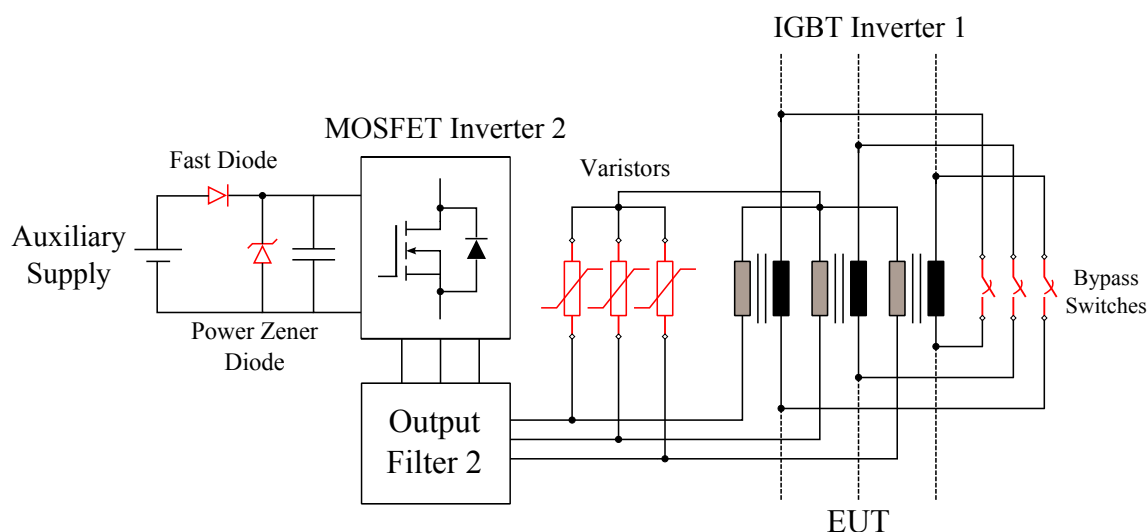 IGBT Inverter 1
MOSFET Inverter 2
Fast Diode
Varistors
Auxiliary
Supply
Bypass
Switches
Power Zener
Diode
Output
Filter 2
EUT